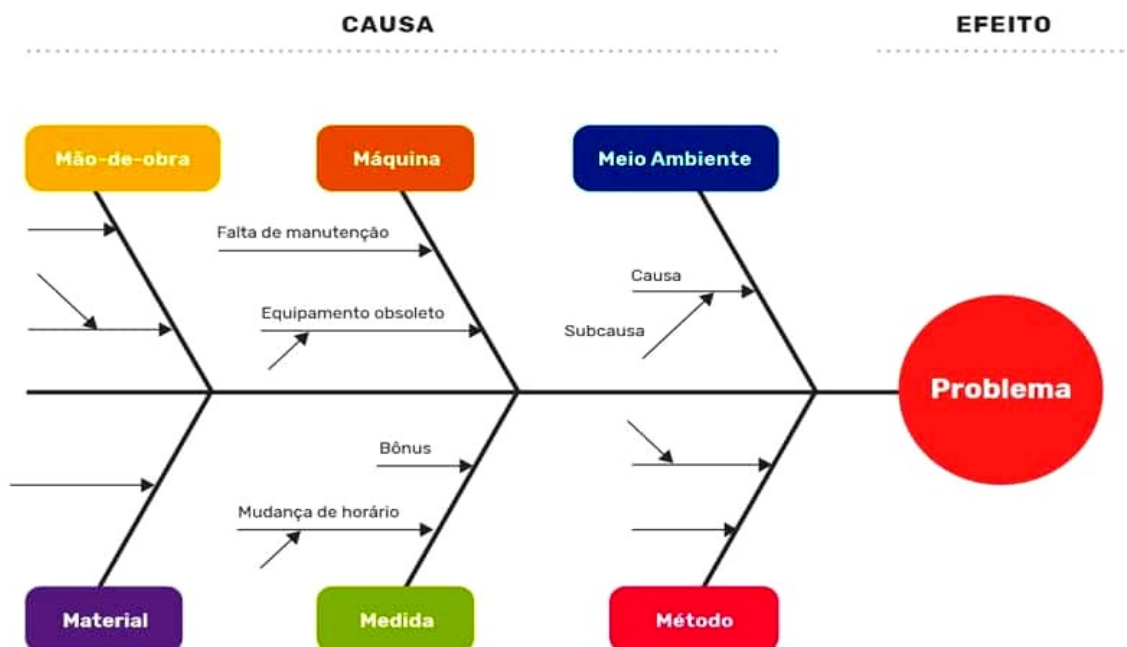 CAUSA
EFEITO
Mão-de-obra
Máquina
Meio Ambiente
Falta de manutenção
Causa
Equipamento obsoleto
Subcausa
Problema
Bônus
Mudança de horário
Material
Medida
Método